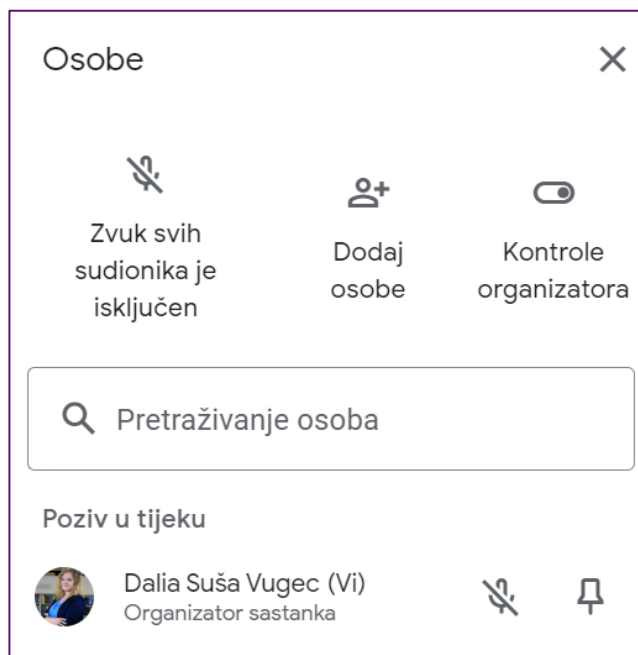 Osobe
Zvuk svih
sudionika je
isključen
Dodaj
osobe
Kontrole
organizatora
Pretraživanje osoba
Poziv u tijeku
Dalia Suša Vugec (Vi)
Organizator sastanka